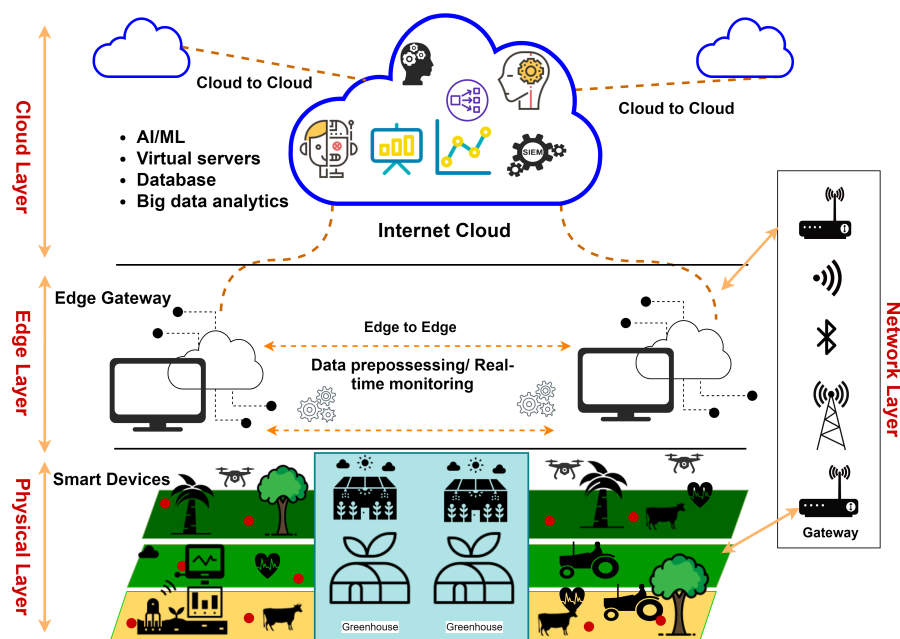 Cloud to Cloud
Cloud to Cloud
Cloud Layer
AI/ML
Virtual servers
Database
Big data analytics
SIEM
Internet Cloud
Edge Layer
Edge Gateway
Edge to Edge
Data prepossessing/ Real-
time monitoring
Network Layer
Gateway
Physical Layer
Smart Devices
Greenhouse
Greenhouse